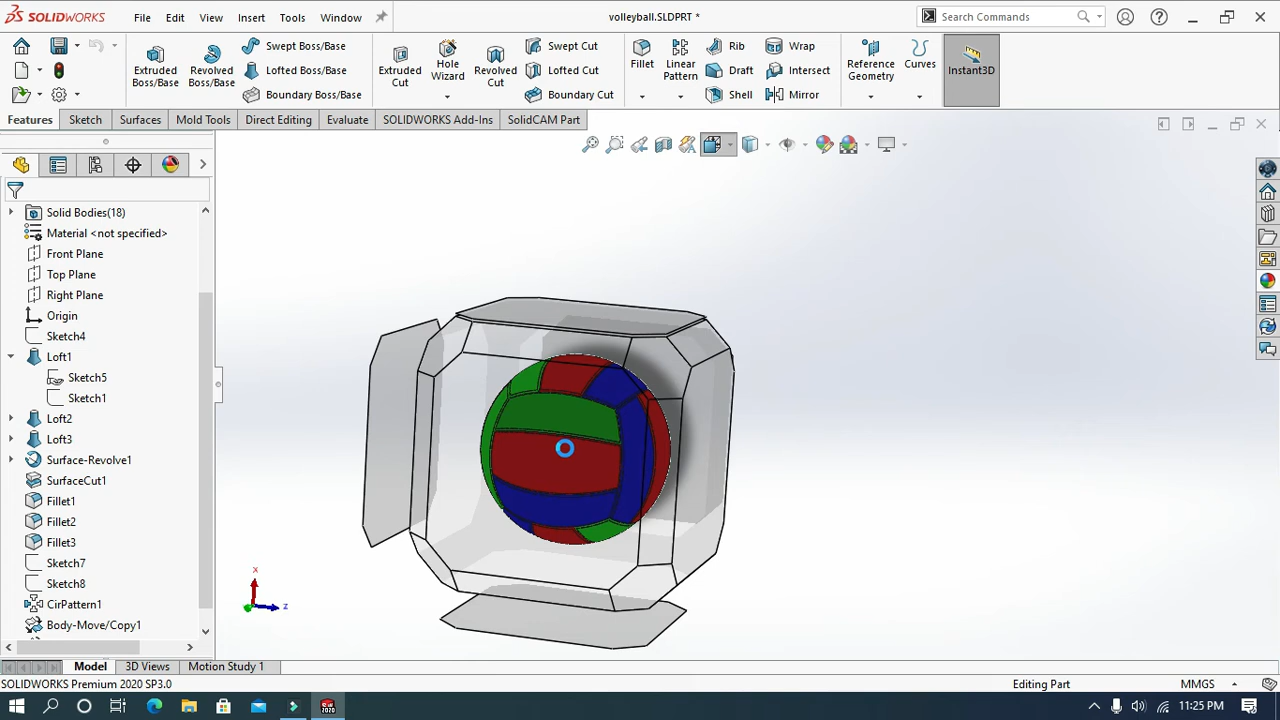 SOLIDWORKS File Edit View Insert Tools Window volleyball.SLDPRT * Search Commands
Extruded Boss/Base
Revolved Boss/Base
Swept Boss/Base
Lofted Boss/Base
Boundary Boss/Base
Extruded Cut
Hole Wizard
Revolved Cut
Swept Cut
Lofted Cut
Boundary Cut
Fillet
Linear Pattern
Rib
Draft
Shell
Wrap
Intersect
Mirror
Reference Geometry
Curves
Instant3D
Features Sketch Surfaces Mold Tools Direct Editing Evaluate SOLIDWORKS Add-Ins SolidCAM Part
Solid Bodies(18)
Material <not specified>
Front Plane
Top Plane
Right Plane
Origin
Sketch4
Loft1
Sketch5
Sketch1
Loft2
Loft3
Surface-Revolve1
SurfaceCut1
Fillet1
Fillet2
Fillet3
Sketch7
Sketch8
CirPattern1
Body-Move/Copy1
x
z
Model 3D Views Motion Study 1
SOLIDWORKS Premium 2020 SP3.0 Editing Part MMGS
SW 2020
11:25 PM